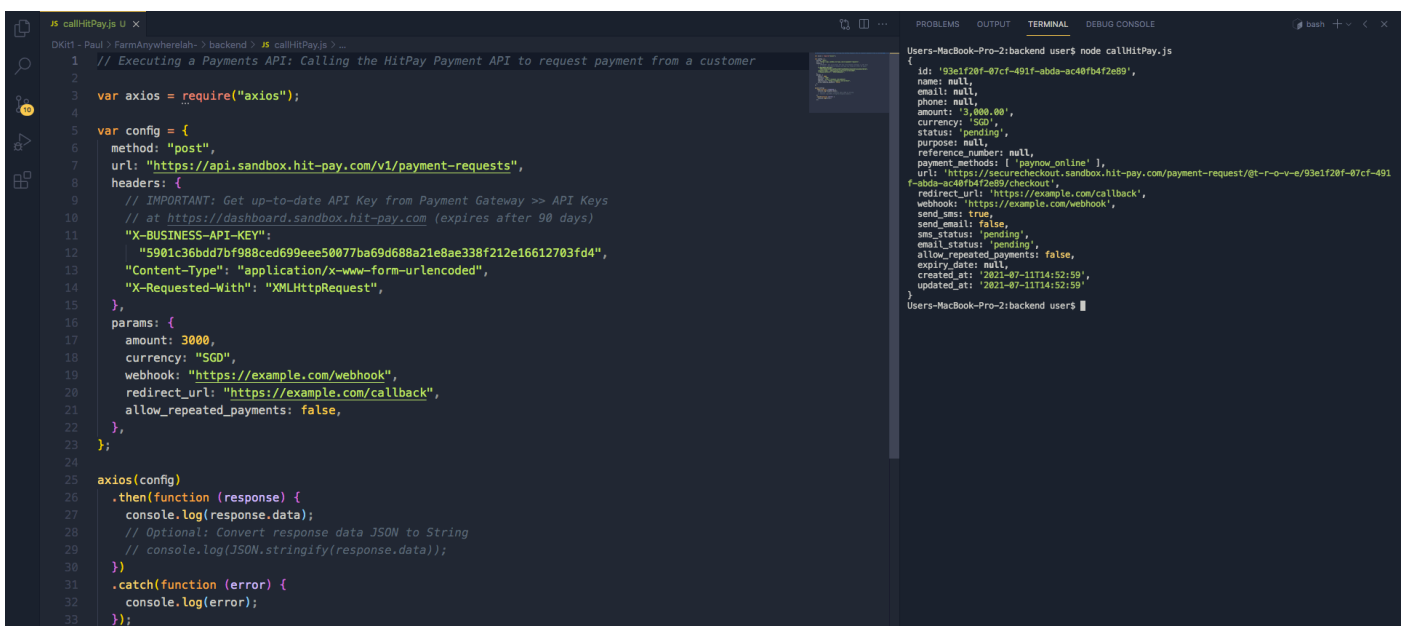 JS callHitPay.js U ×
DKit1 - Paul > FarmAnywherelah- > backend > JS callHitPay.js > ...
10
1 // Executing a Payments API: Calling the HitPay Payment API to request payment from a customer
2
3 var axios = require("axios");
4
5 var config = {
6 method: "post",
7 url: "https://api.sandbox.hit-pay.com/v1/payment-requests",
8 headers: {
9 // IMPORTANT: Get up-to-date API Key from Payment Gateway >> API Keys
10 // at https://dashboard.sandbox.hit-pay.com (expires after 90 days)
11 "X-BUSINESS-API-KEY":
12 "5901c36bdd7bf988ced699eee50077ba69d688a21e8ae338f212e16612703fd4",
13 "Content-Type": "application/x-www-form-urlencoded",
14 "X-Requested-With": "XMLHttpRequest",
15 },
16 params: {
17 amount: 3000,
18 currency: "SGD",
19 webhook: "https://example.com/webhook",
20 redirect_url: "https://example.com/callback",
21 allow_repeated_payments: false,
22 },
23 };
24
25 axios(config)
26 .then(function (response) {
27 console.log(response.data);
28 // Optional: Convert response data JSON to String
29 // console.log(JSON.stringify(response.data));
30 })
31 .catch(function (error) {
32 console.log(error);
33 });
PROBLEMS OUTPUT TERMINAL DEBUG CONSOLE bash
Users-MacBook-Pro-2:backend user$ node callHitPay.js
{
id: '93e1f20f-07cf-491f-abda-ac40fb4f2e89',
name: null,
email: null,
phone: null,
amount: '3,000.00',
currency: 'SGD',
status: 'pending',
purpose: null,
reference_number: null,
payment_methods: [ 'paynow_online' ],
url: 'https://securecheckout.sandbox.hit-pay.com/payment-request/@t-r-o-v-e/93e1f20f-07cf-491
f-abda-ac40fb4f2e89/checkout',
redirect_url: 'https://example.com/callback',
webhook: 'https://example.com/webhook',
send_sms: true,
send_email: false,
sms_status: 'pending',
email_status: 'pending',
allow_repeated_payments: false,
expiry_date: null,
created_at: '2021-07-11T14:52:59',
updated_at: '2021-07-11T14:52:59'
}
Users-MacBook-Pro-2:backend user$